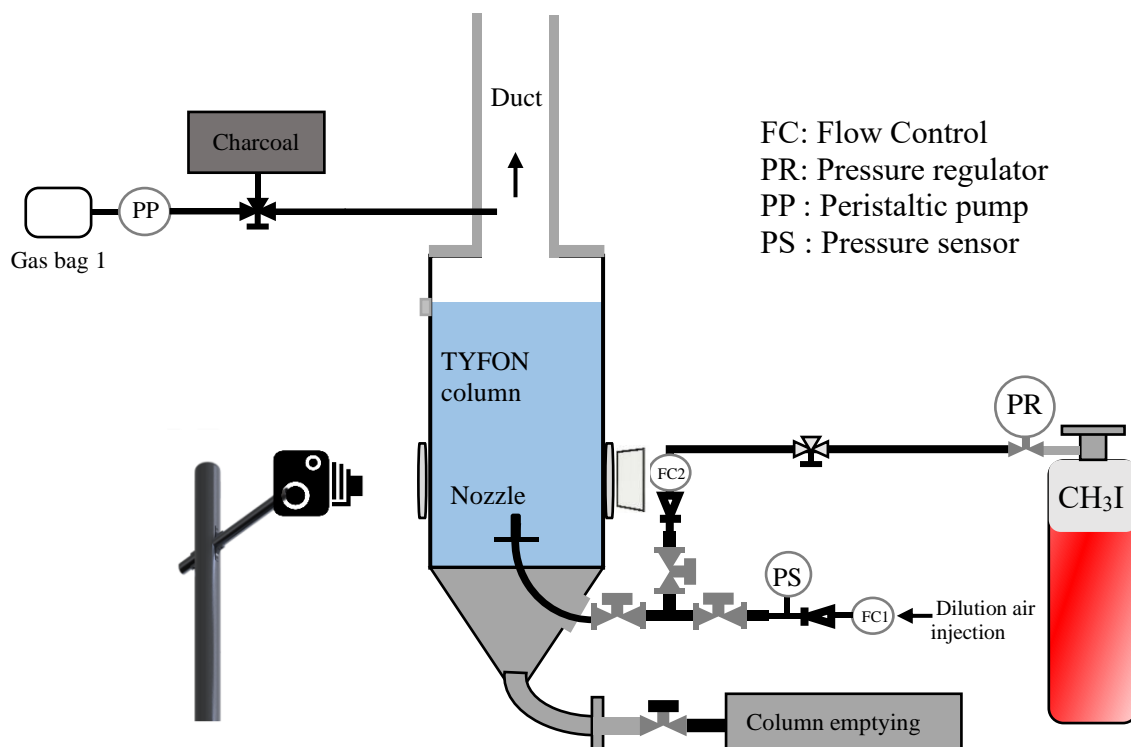 Duct
FC: Flow Control
PR: Pressure regulator
PP : Peristaltic pump
PS : Pressure sensor
Charcoal
PP
Gas bag 1
TYFON
column
PR
FC2
CH₃I
Nozzle
PS
FC1
Dilution air
injection
Column emptying